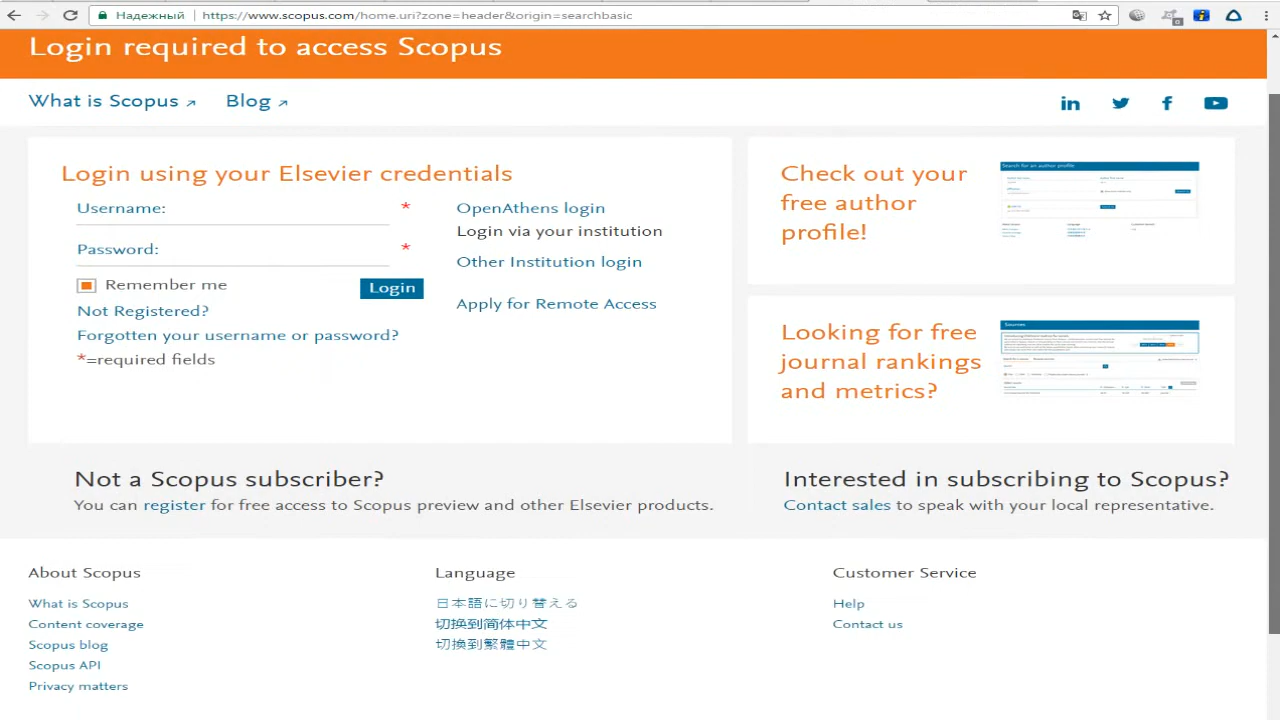 Надежный https://www.scopus.com/home.uri?zone=header&origin=searchbasic
Login required to access Scopus
What is Scopus
Blog
Login using your Elsevier credentials
Username: *
Password: *
Remember me
Login
Not Registered?
Forgotten your username or password?
*=required fields
OpenAthens login
Login via your institution
Other Institution login
Apply for Remote Access
Check out your
free author
profile!
Search for an author profile
Looking for free
journal rankings
and metrics?
Sources
Not a Scopus subscriber?
You can register for free access to Scopus preview and other Elsevier products.
Interested in subscribing to Scopus?
Contact sales to speak with your local representative.
About Scopus
What is Scopus
Content coverage
Scopus blog
Scopus API
Privacy matters
Language
日本語に切り替える
切换到简体中文
切換到繁體中文
Customer Service
Help
Contact us